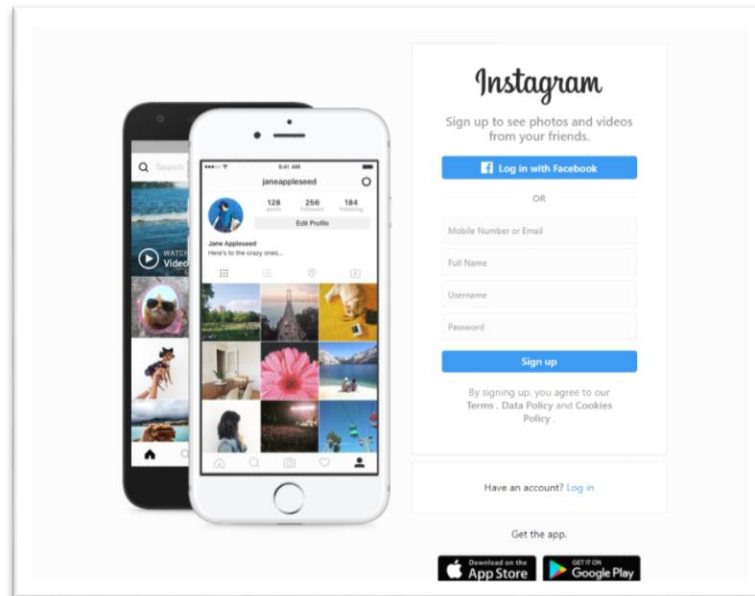 Instagram
Sign up to see photos and videos
from your friends.
Log in with Facebook
OR
Mobile Number or Email
Full Name
Username
Password
Sign up
By signing up, you agree to our
Terms . Data Policy and Cookies
Policy .
Have an account? Log in
Get the app.
Download on the
App Store
GET IT ON
Google Play
Search
WATCH
Video
9:41 AM
janeappleseed
128 256 184
posts followers following
Edit Profile
Jane Appleseed
Here's to the crazy ones...